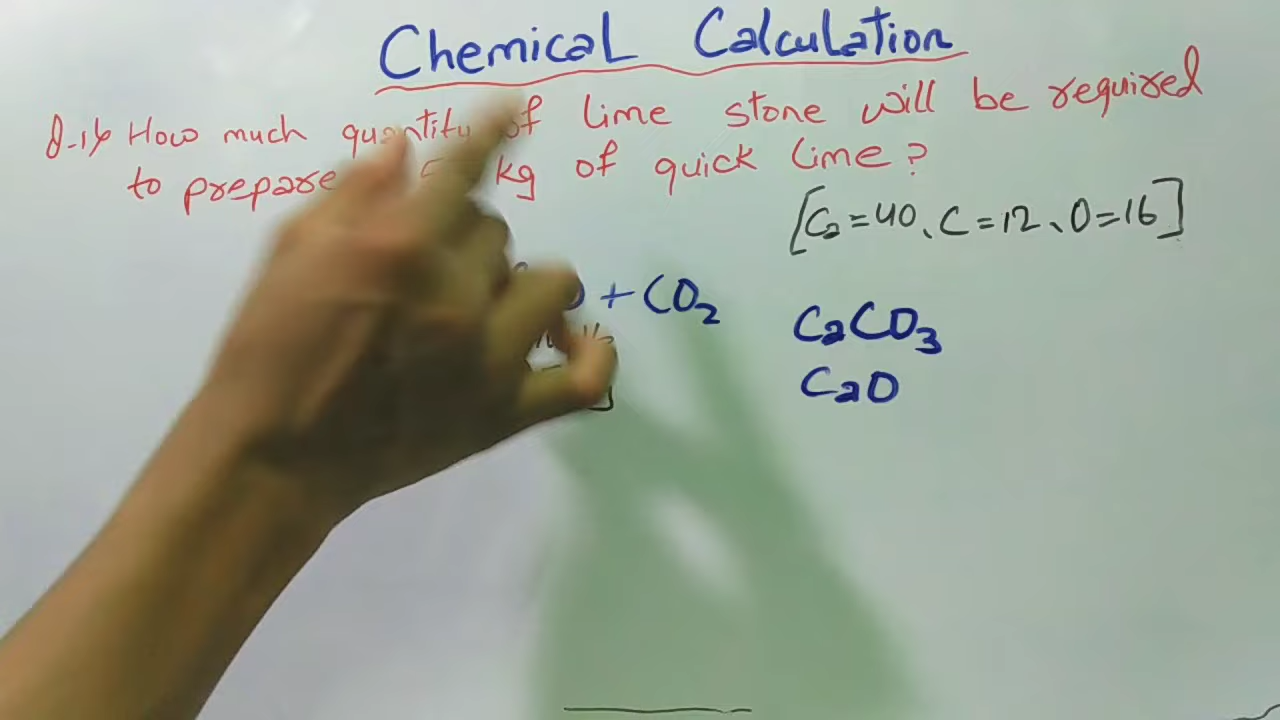 Chemical Calculation
Q.1 How much quantity of lime stone will be required
to prepare kg of quick lime?
[Ca=40, C=12, O=16]
+ CO2
CaCO3
CaO